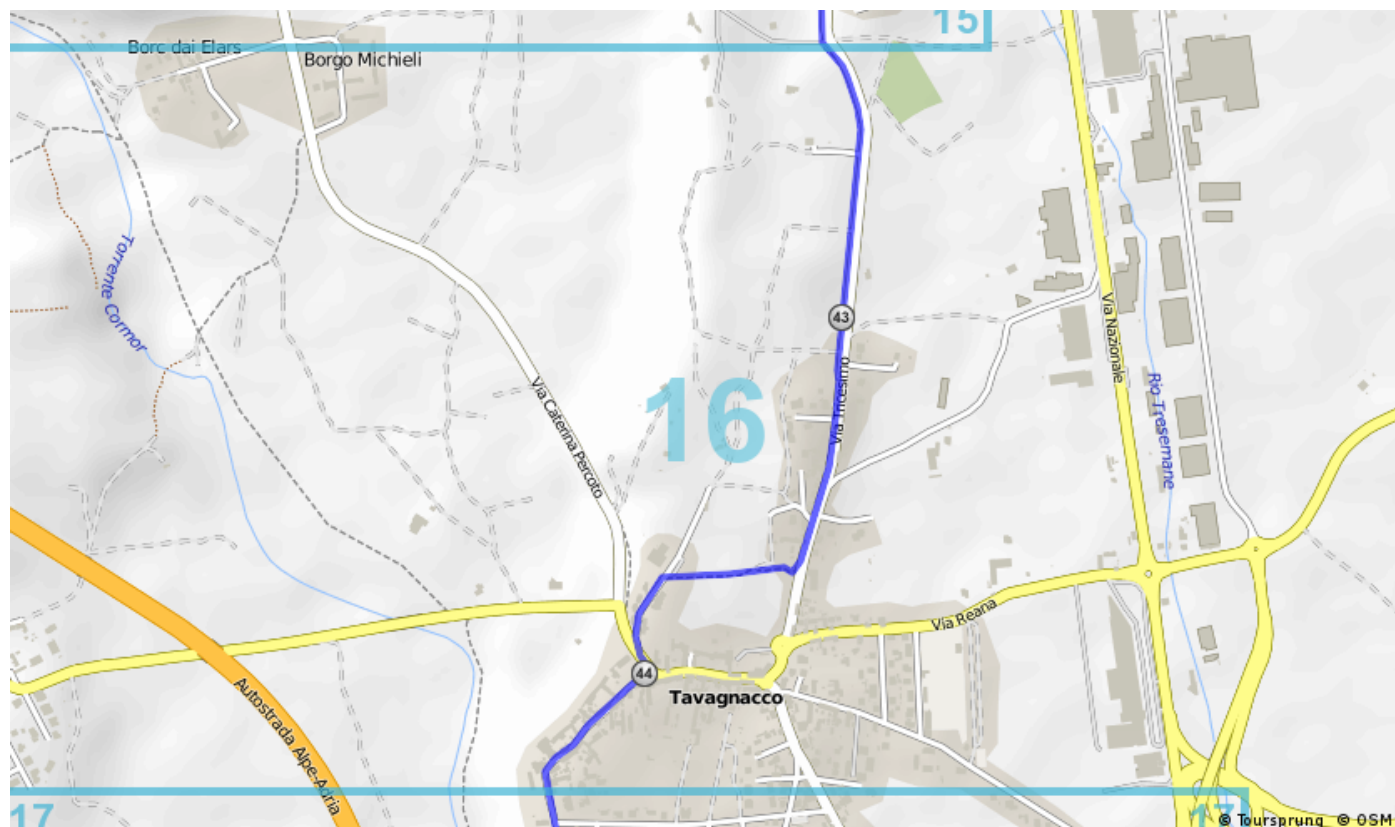 15
Borc dai Elars
Borgo Michieli
Torrente Cormor
43
Via Nazionale
Via Tricesimo
16
Via Caterina Percoto
Rio Tresemane
Via Reana
44
Tavagnacco
Autostrada Alpe-Adria
17
17
© Toursprung © OSM